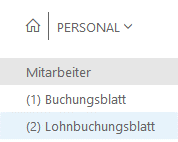 PERSONAL
Mitarbeiter
(1) Buchungsblatt
(2) Lohnbuchungsblatt